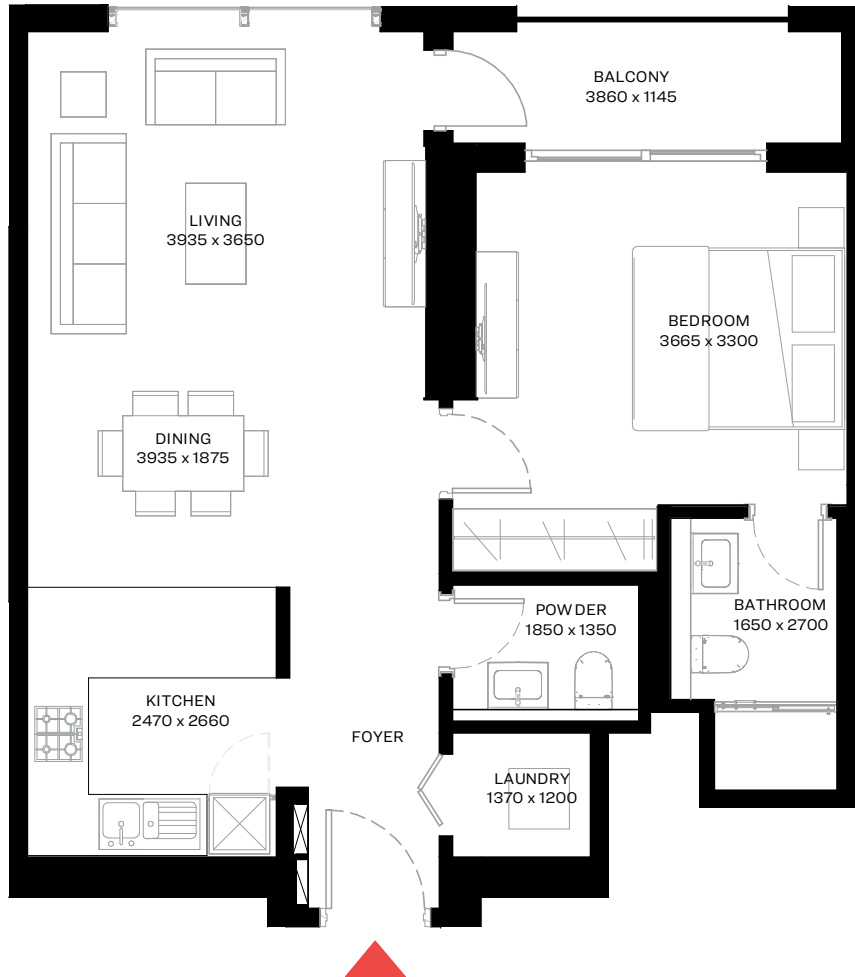 BALCONY
3860 x 1145
LIVING
3935 x 3650
BEDROOM
3665 x 3300
DINING
3935 x 1875
POWDER
1850 x 1350
BATHROOM
1650 x 2700
KITCHEN
2470 x 2660
FOYER
LAUNDRY
1370 x 1200